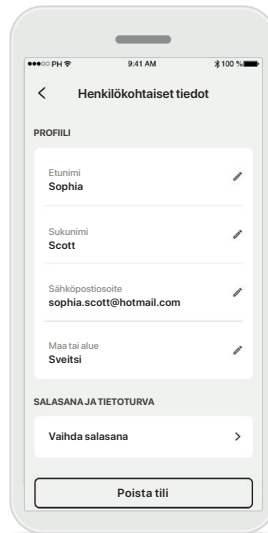 PH 9:41 AM 100 %
Henkilökohtaiset tiedot
PROFIILI
Etunimi
Sophia
Sukunimi
Scott
Sähköpostiosoite
sophia.scott@hotmail.com
Maa tai alue
Sveitsi
SALASANA JA TIETOTURVA
Vaihda salasana
Poista tili